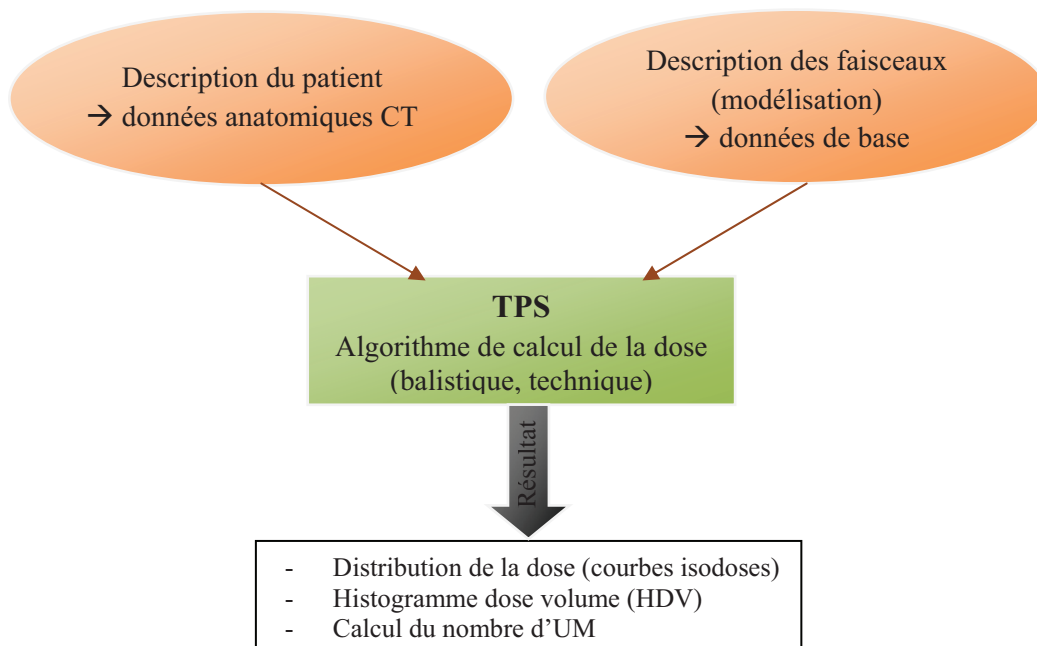 Description du patient
→ données anatomiques CT
Description des faisceaux
(modélisation)
→ données de base
TPS
Algorithme de calcul de la dose
(balistique, technique)
Résultat
- Distribution de la dose (courbes isodoses)
- Histogramme dose volume (HDV)
- Calcul du nombre d’UM